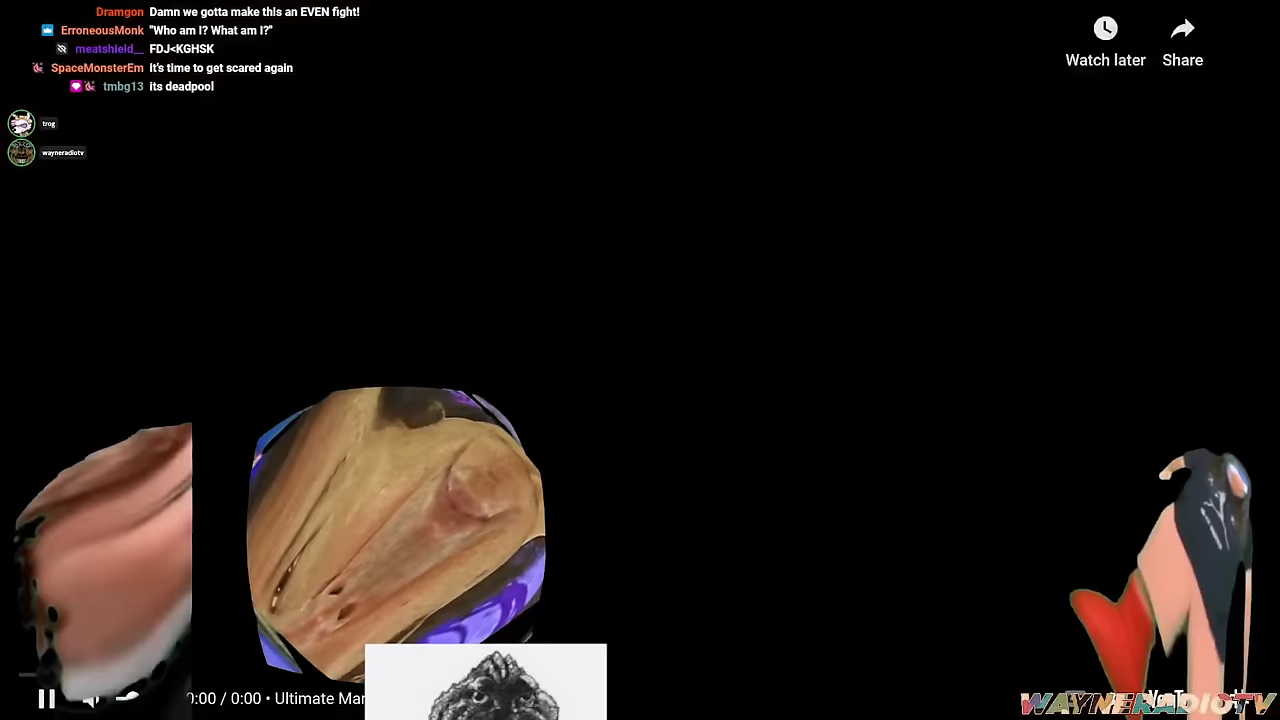 Dramgon Damn we gotta make this an EVEN fight!
ErroneousMonk "Who am I? What am I?"
meatshield__ FDJ<KGHSK
SpaceMonsterEm it's time to get scared again
tmbg13 its deadpool
trog
wayneradiotv
Watch later
Share
0:00 / 0:00 • Ultimate Mar
WAYNERADIOTV